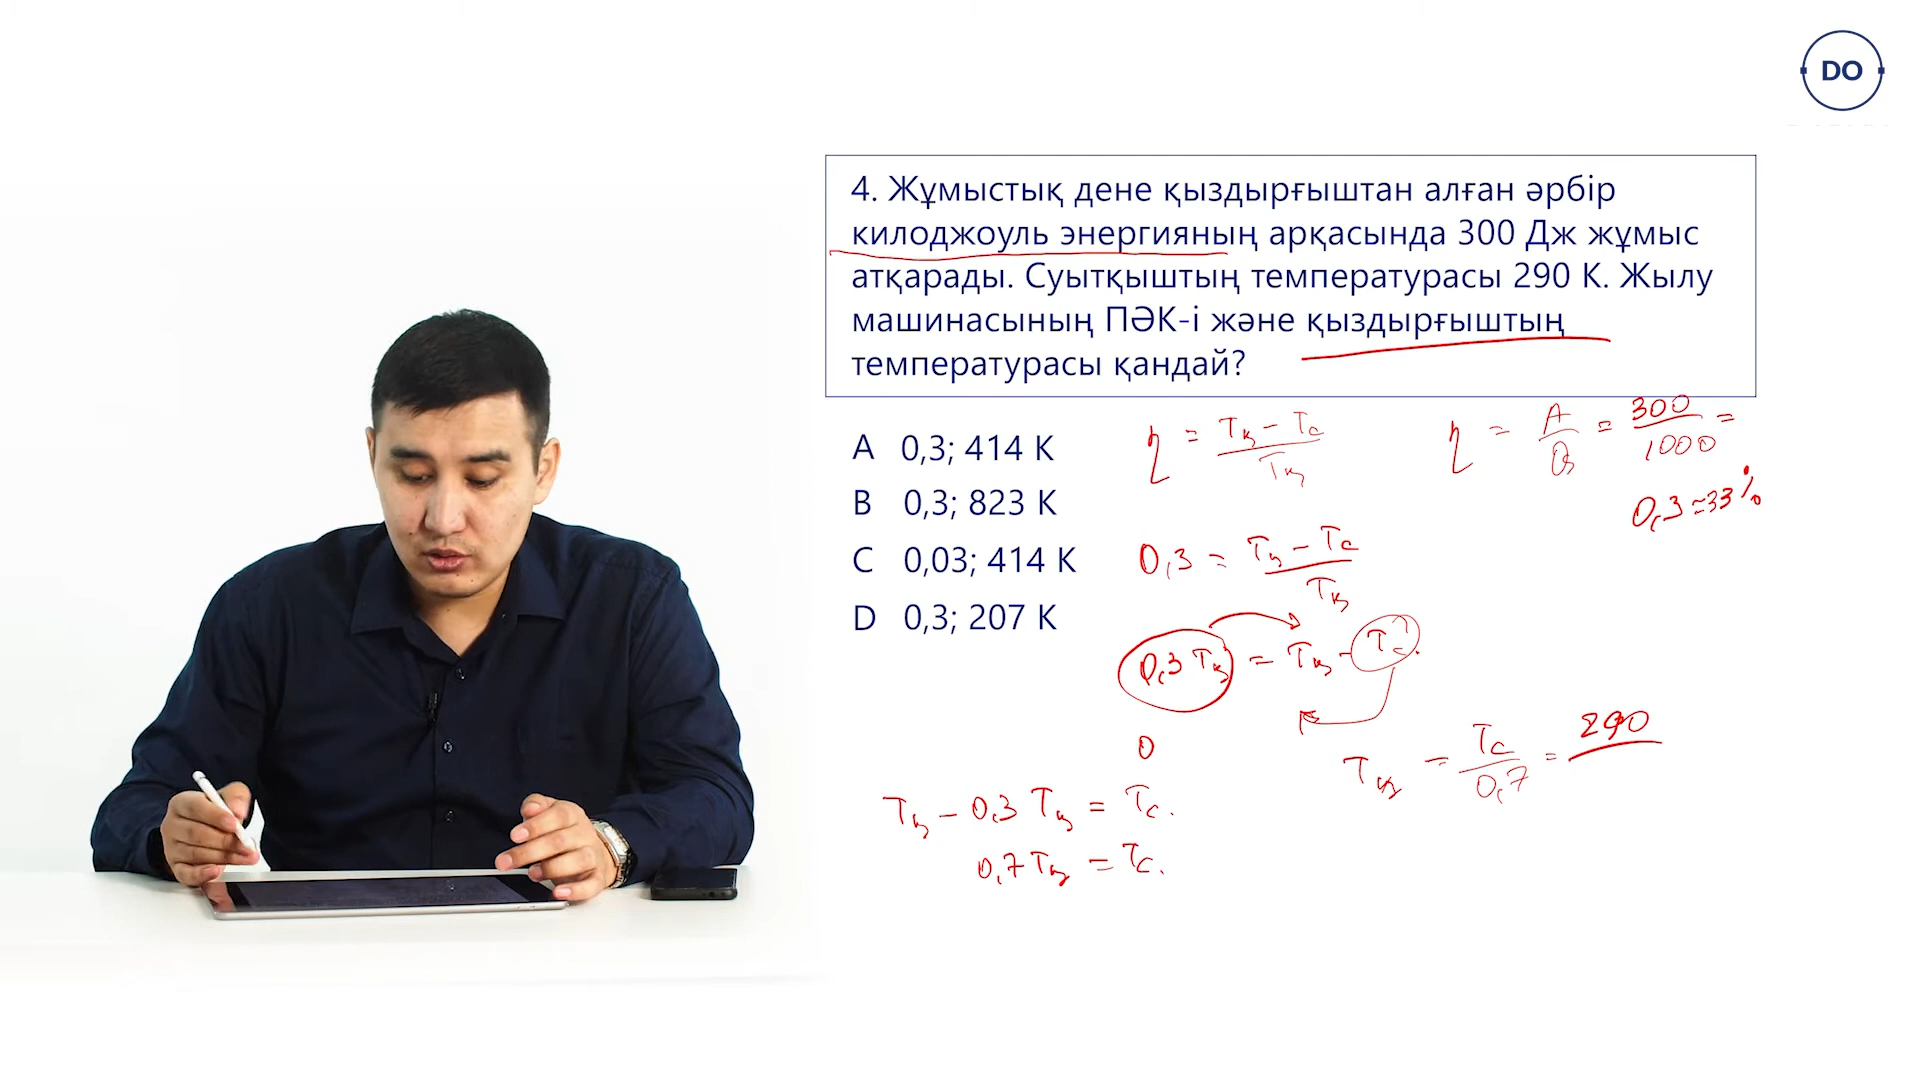 DO
4. Жұмыстық дене қыздырғыштан алған әрбір
килоджоуль энергияның арқасында 300 Дж жұмыс
атқарады. Суытқыштың температурасы 290 К. Жылу
машинасының ПӘК-і және қыздырғыштың
температурасы қандай?
A 0,3; 414 К
B 0,3; 823 К
C 0,03; 414 К
D 0,3; 207 К
η = (Tқ - Tс) / Tқ
η = A / Q = 300 / 1000 =
0,3 = 33%
0,3 = (Tқ - Tс) / Tқ
0,3 Tқ = Tқ - Tс.
0
Tқ = Tс / 0,7 = 290
Tқ - 0,3 Tқ = Tс.
0,7 Tқ = Tс.